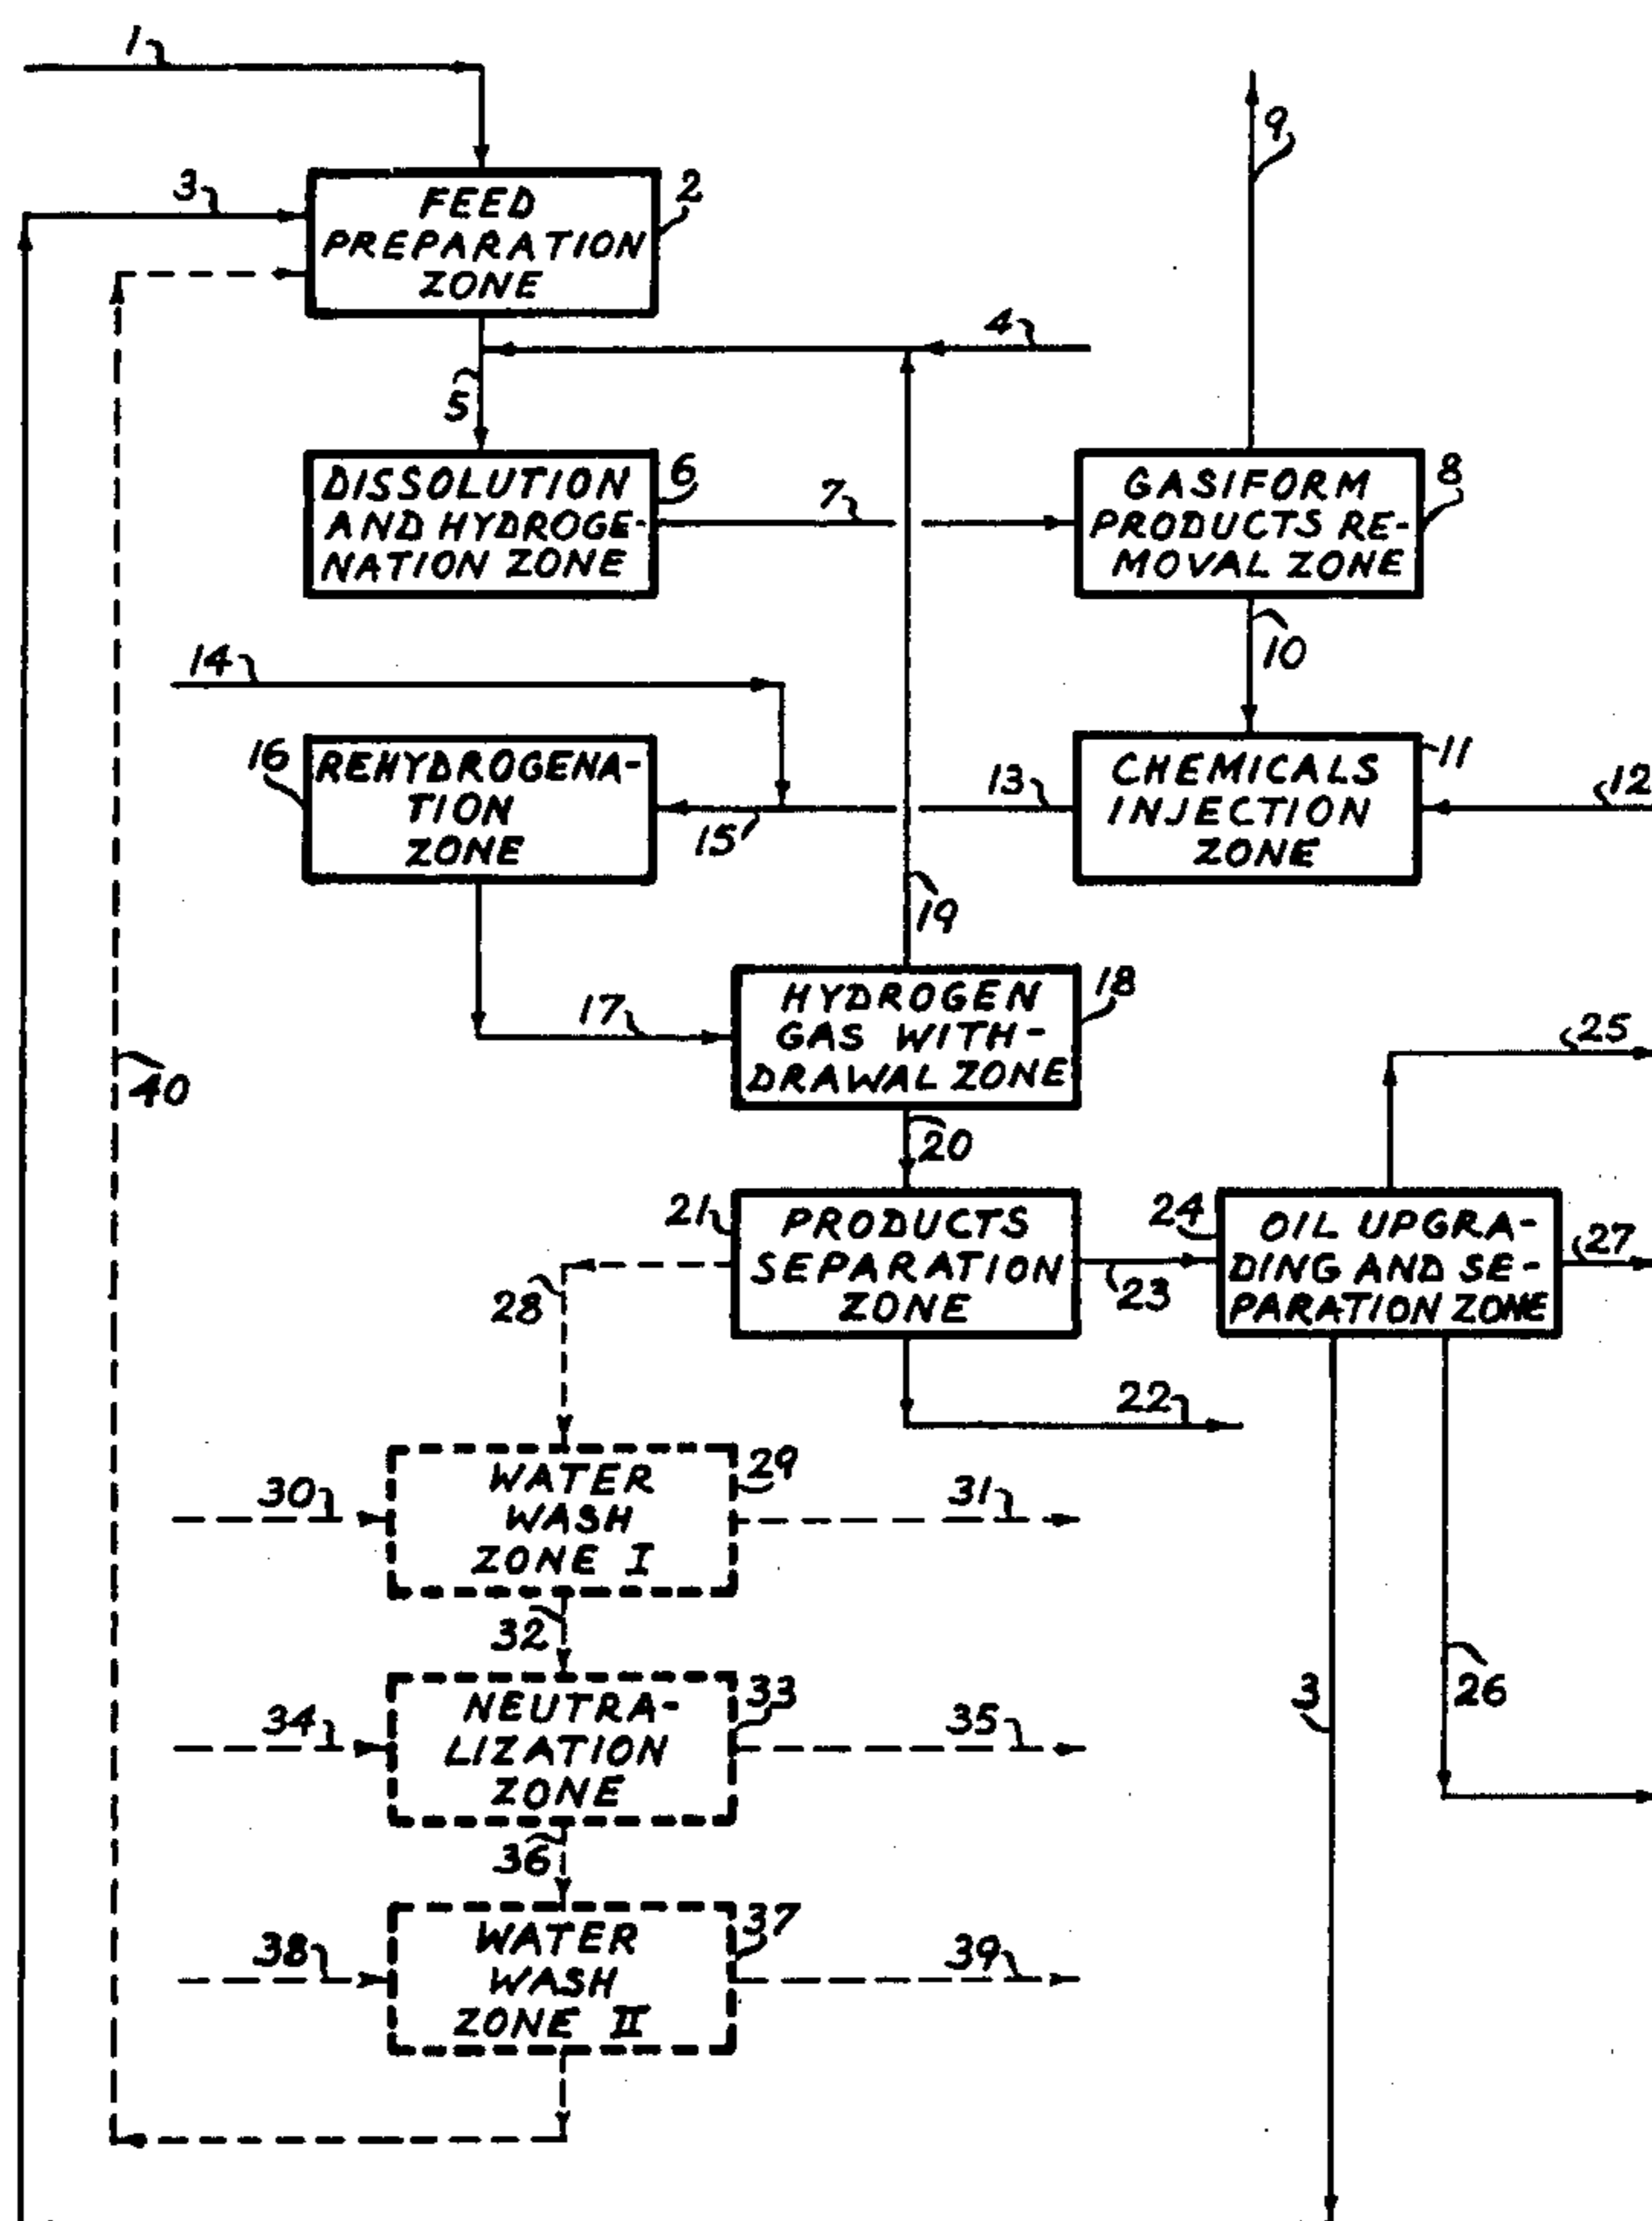 1
9
3
FEED
PREPARATION
ZONE
2
4
5
DISSOLUTION
AND HYDROGE-
NATION ZONE
6
7
GASIFORM
PRODUCTS RE-
MOVAL ZONE
8
10
14
16
REHYDROGENA-
TION
ZONE
15
13
CHEMICALS
INJECTION
ZONE
11
12
19
17
HYDROGEN
GAS WITH-
DRAWAL ZONE
18
25
40
20
21
PRODUCTS
SEPARATION
ZONE
23
24
OIL UPGRA-
DING AND SE-
PARATION ZONE
27
28
22
30
WATER
WASH
ZONE I
29
31
32
34
NEUTRA-
LIZATION
ZONE
33
35
3
26
36
38
WATER
WASH
ZONE II
37
39